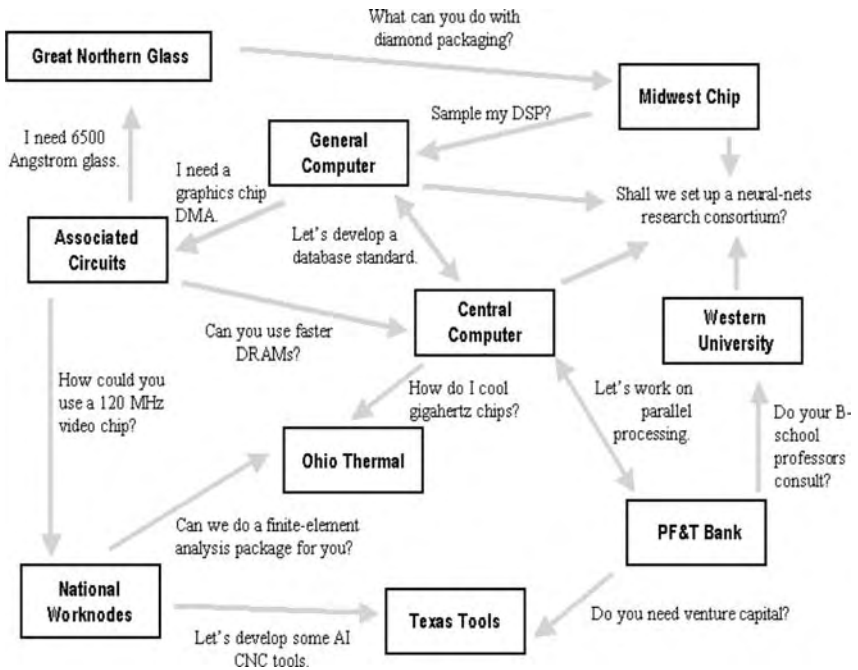 What can you do with
diamond packaging?
Great Northern Glass
Midwest Chip
Sample my DSP?
General
Computer
I need 6500
Angstrom glass.
I need a
graphics chip
DMA.
Shall we set up a neural-nets
research consortium?
Associated
Circuits
Let's develop a
database standard.
Central
Computer
Western
University
Can you use faster
DRAMs?
How could you
use a 120 MHz
video chip?
How do I cool
gigahertz chips?
Let's work on
parallel
processing.
Do your B-
school
professors
consult?
Ohio Thermal
Can we do a finite-element
analysis package for you?
PF&T Bank
National
Worknodes
Texas Tools
Do you need venture capital?
Let's develop some AI
CNC tools.